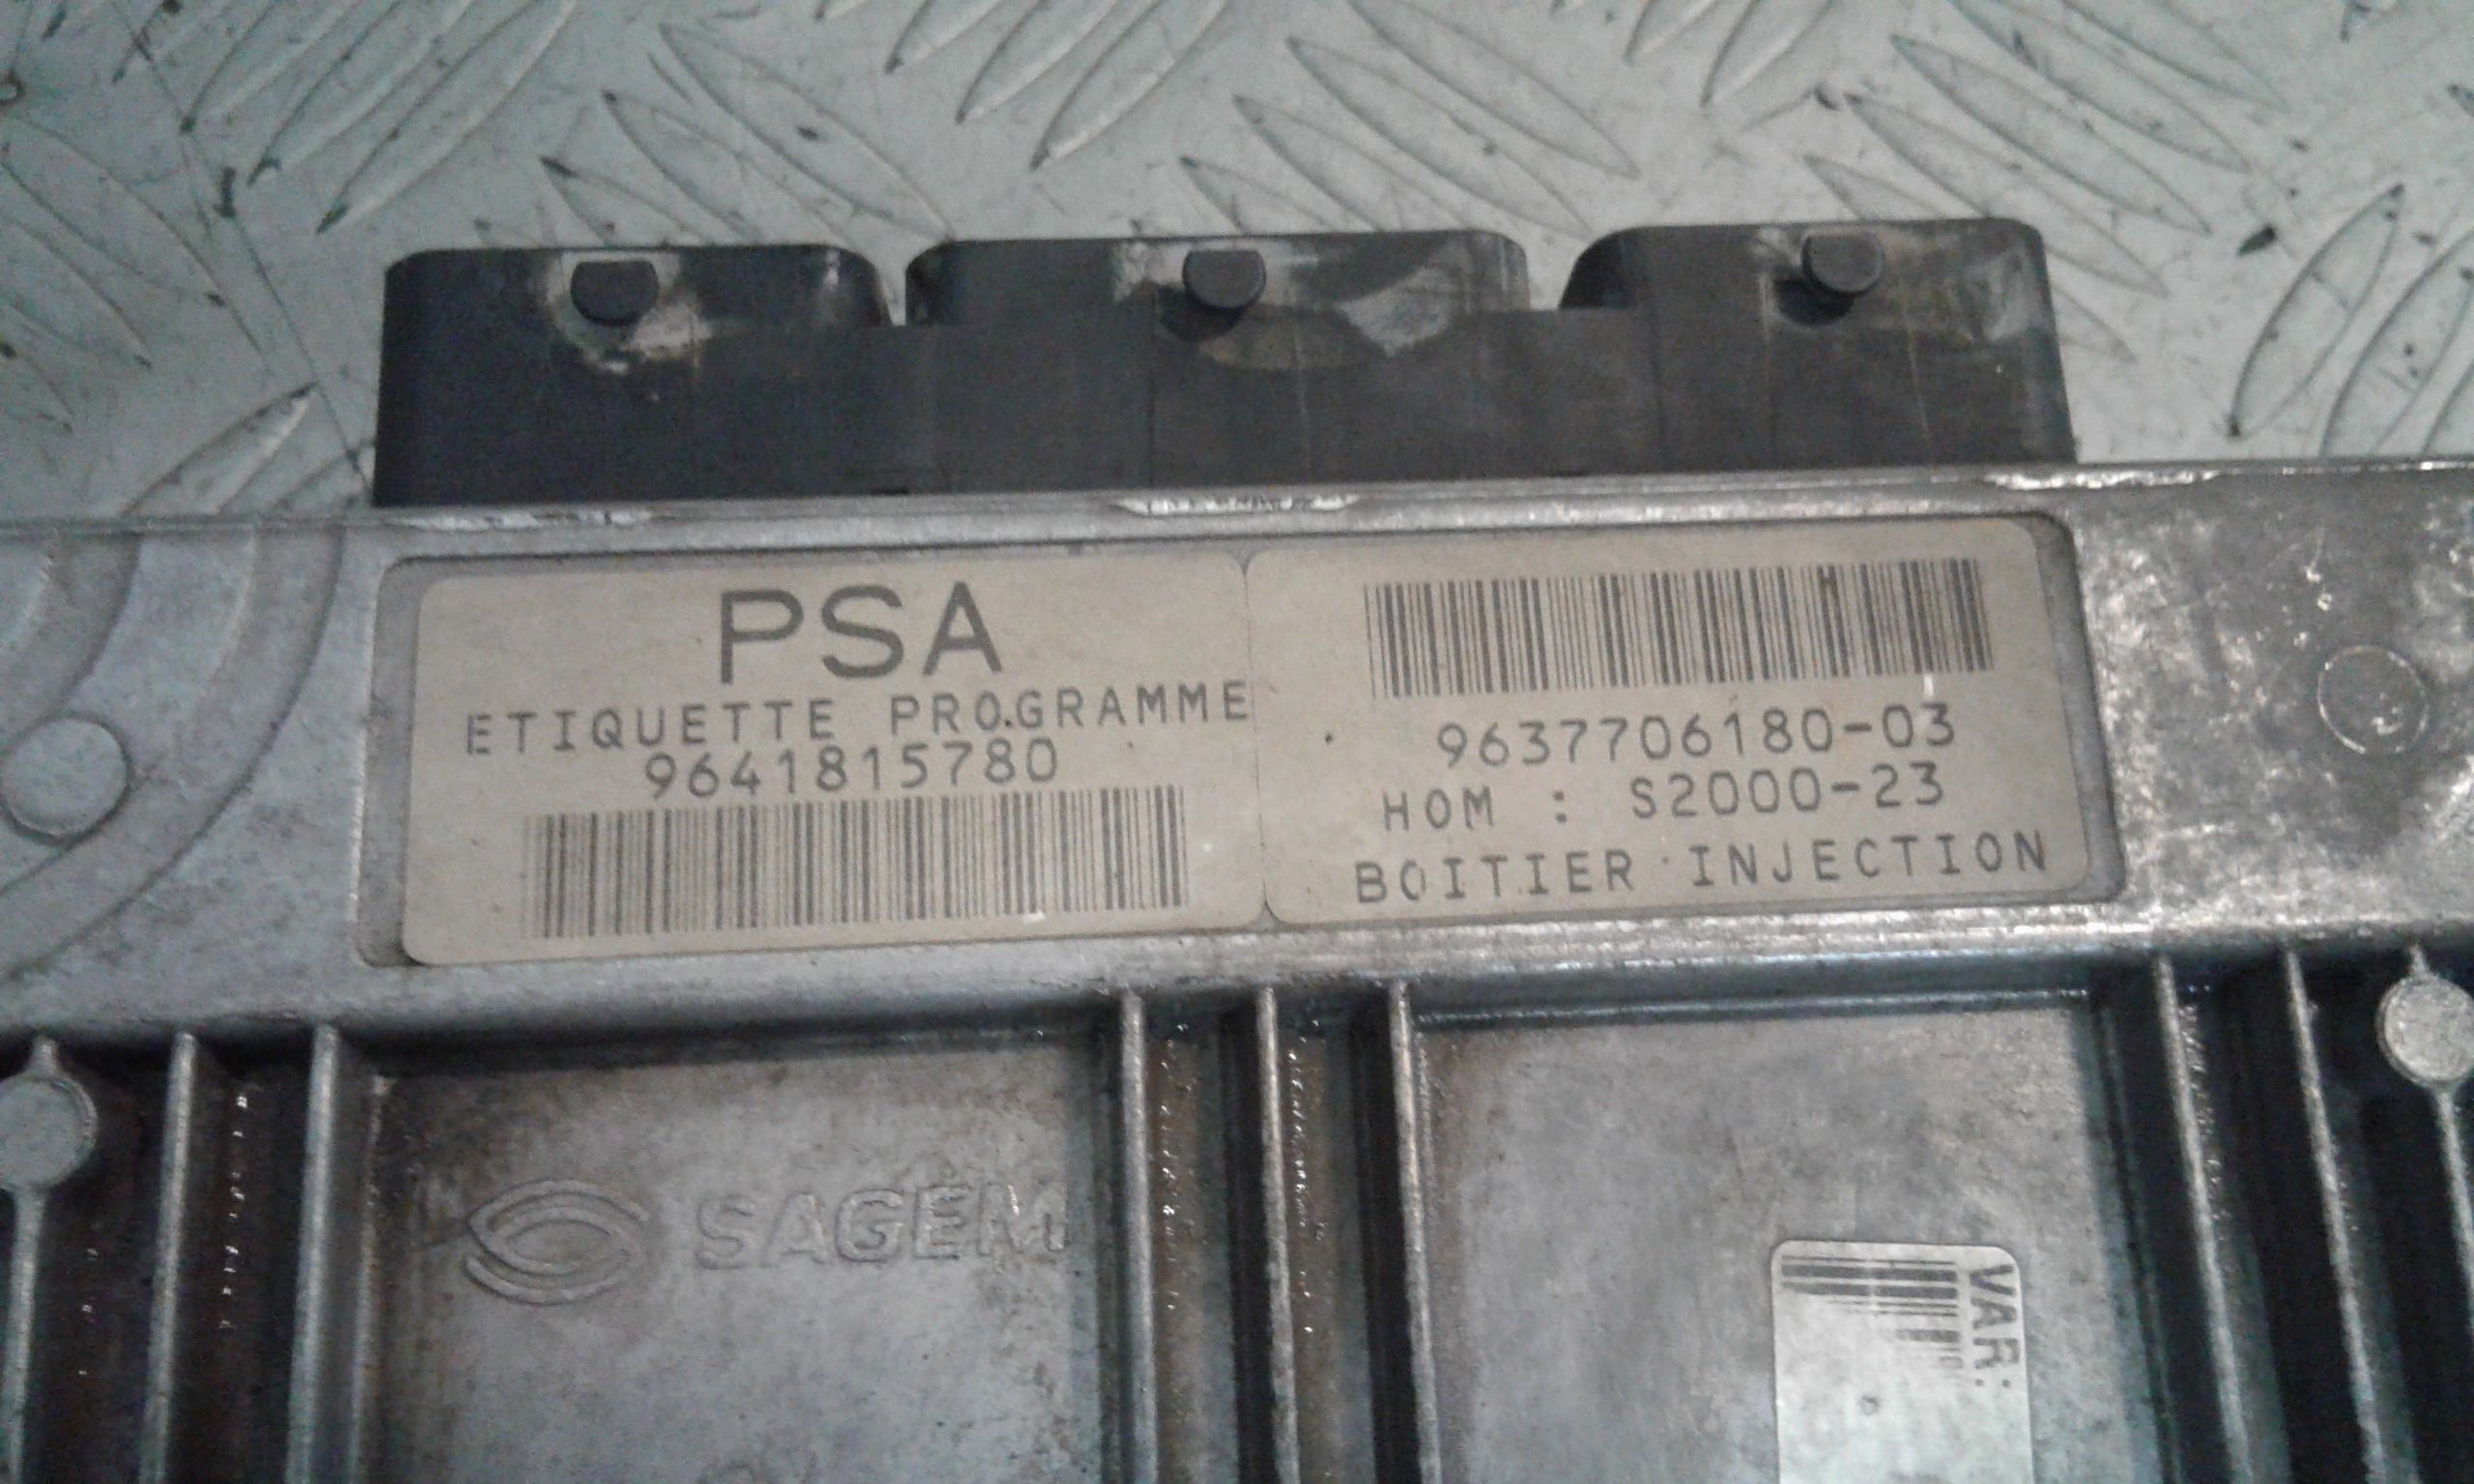 PSA
ETIQUETTE PROGRAMME
9641815780
9637706180-03
HOM : S2000-23
BOITIER INJECTION
SAGEM
VAR: